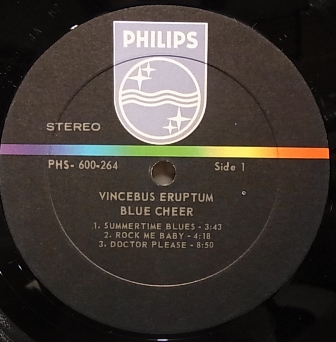 PHILIPS
STEREO
PHS- 600-264 Side 1
VINCEBUS ERUPTUM
BLUE CHEER
1. SUMMERTIME BLUES - 3:43
2. ROCK ME BABY - 4:18
3. DOCTOR PLEASE - 8:50